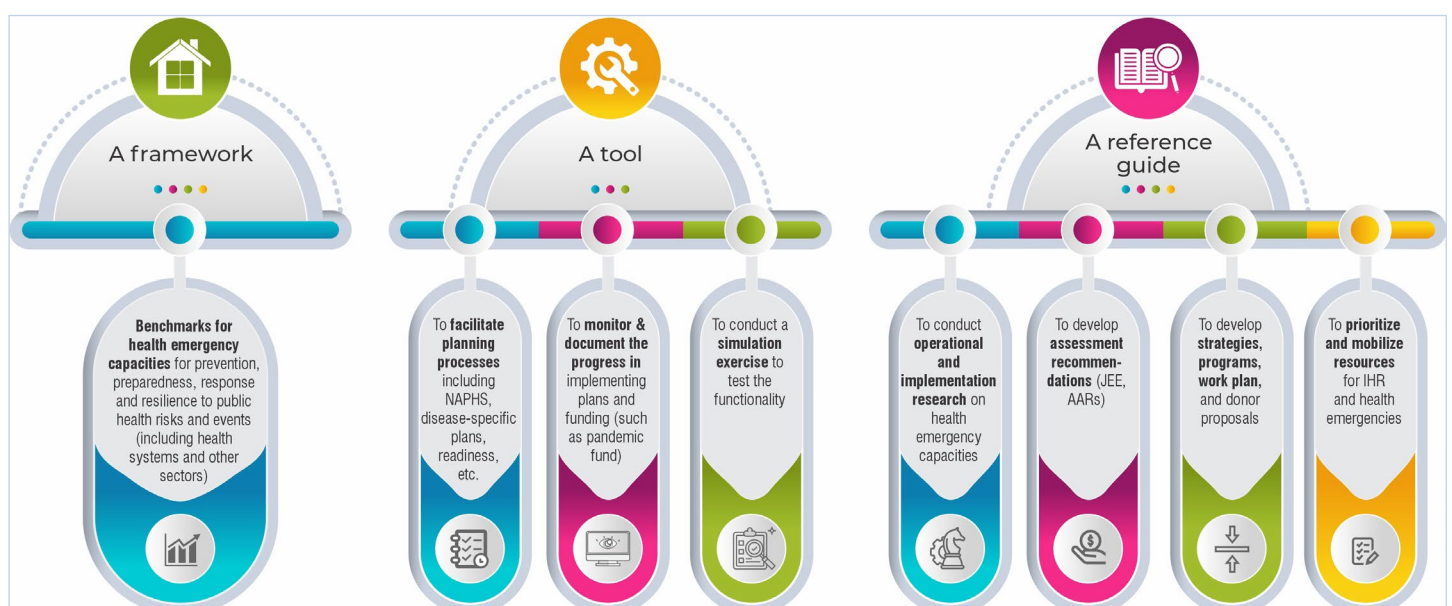 A framework
Benchmarks for
health emergency
capacities for prevention,
preparedness, response
and resilience to public
health risks and events
(including health
systems and other
sectors)
A tool
To facilitate
planning
processes
including
NAPHS,
disease-specific
plans,
readiness,
etc.
To monitor &
document the
progress in
implementing
plans and
funding (such
as pandemic
fund)
To conduct a
simulation
exercise to
test the
functionality
A reference
guide
To conduct
operational
and
implementation
research on
health
emergency
capacities
To develop
assessment
recommen-
dations (JEE,
AARs)
To develop
strategies,
programs,
work plan,
and donor
proposals
To prioritize
and mobilize
resources
for IHR
and health
emergencies